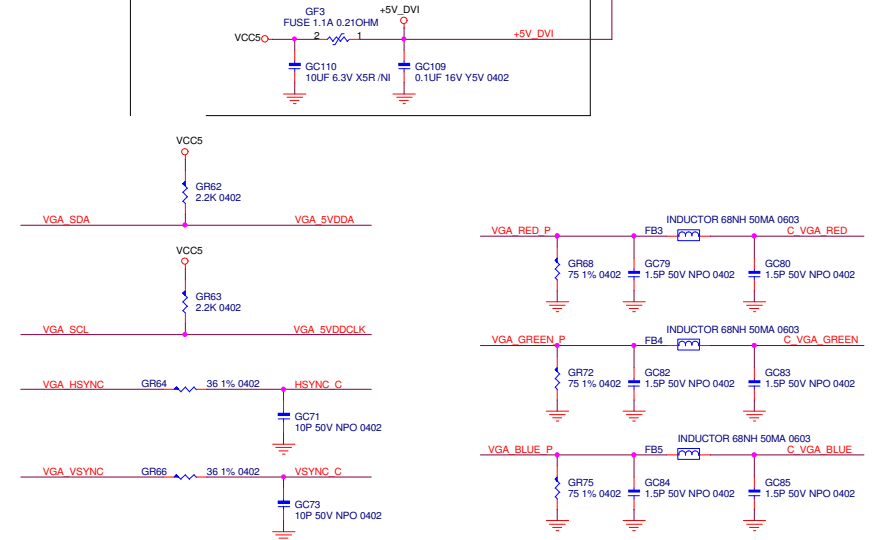 GF3
+5V_DVI
FUSE 1.1A 0.21OHM
VCC5
2
1
+5V_DVI
GC110
10UF 6.3V X5R /NI
GC109
0.1UF 16V Y5V 0402
VCC5
GR62
2.2K 0402
VGA_SDA
VGA_5VDDA
VCC5
GR63
2.2K 0402
VGA_SCL
VGA_5VDDCLK
VGA_HSYNC
GR64
36 1% 0402
HSYNC_C
GC71
10P 50V NPO 0402
VGA_VSYNC
GR66
36 1% 0402
VSYNC_C
GC73
10P 50V NPO 0402
INDUCTOR 68NH 50MA 0603
VGA_RED_P
FB3
C_VGA_RED
GR68
75 1% 0402
GC79
1.5P 50V NPO 0402
GC80
1.5P 50V NPO 0402
INDUCTOR 68NH 50MA 0603
VGA_GREEN_P
FB4
C_VGA_GREEN
GR72
75 1% 0402
GC82
1.5P 50V NPO 0402
GC83
1.5P 50V NPO 0402
INDUCTOR 68NH 50MA 0603
VGA_BLUE_P
FB5
C_VGA_BLUE
GR75
75 1% 0402
GC84
1.5P 50V NPO 0402
GC85
1.5P 50V NPO 0402